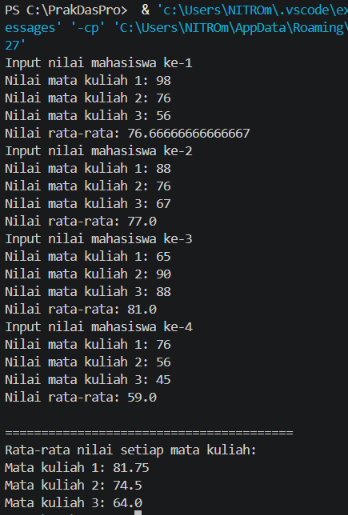 PS C:\PrakDasPro>  & 'c:\Users\NITROm\.vscode\ex
essages' '-cp' 'C:\Users\NITROm\AppData\Roaming\
27'
Input nilai mahasiswa ke-1
Nilai mata kuliah 1: 98
Nilai mata kuliah 2: 76
Nilai mata kuliah 3: 56
Nilai rata-rata: 76.66666666666667
Input nilai mahasiswa ke-2
Nilai mata kuliah 1: 88
Nilai mata kuliah 2: 76
Nilai mata kuliah 3: 67
Nilai rata-rata: 77.0
Input nilai mahasiswa ke-3
Nilai mata kuliah 1: 65
Nilai mata kuliah 2: 90
Nilai mata kuliah 3: 88
Nilai rata-rata: 81.0
Input nilai mahasiswa ke-4
Nilai mata kuliah 1: 76
Nilai mata kuliah 2: 56
Nilai mata kuliah 3: 45
Nilai rata-rata: 59.0
========================================
Rata-rata nilai setiap mata kuliah:
Mata kuliah 1: 81.75
Mata kuliah 2: 74.5
Mata kuliah 3: 64.0